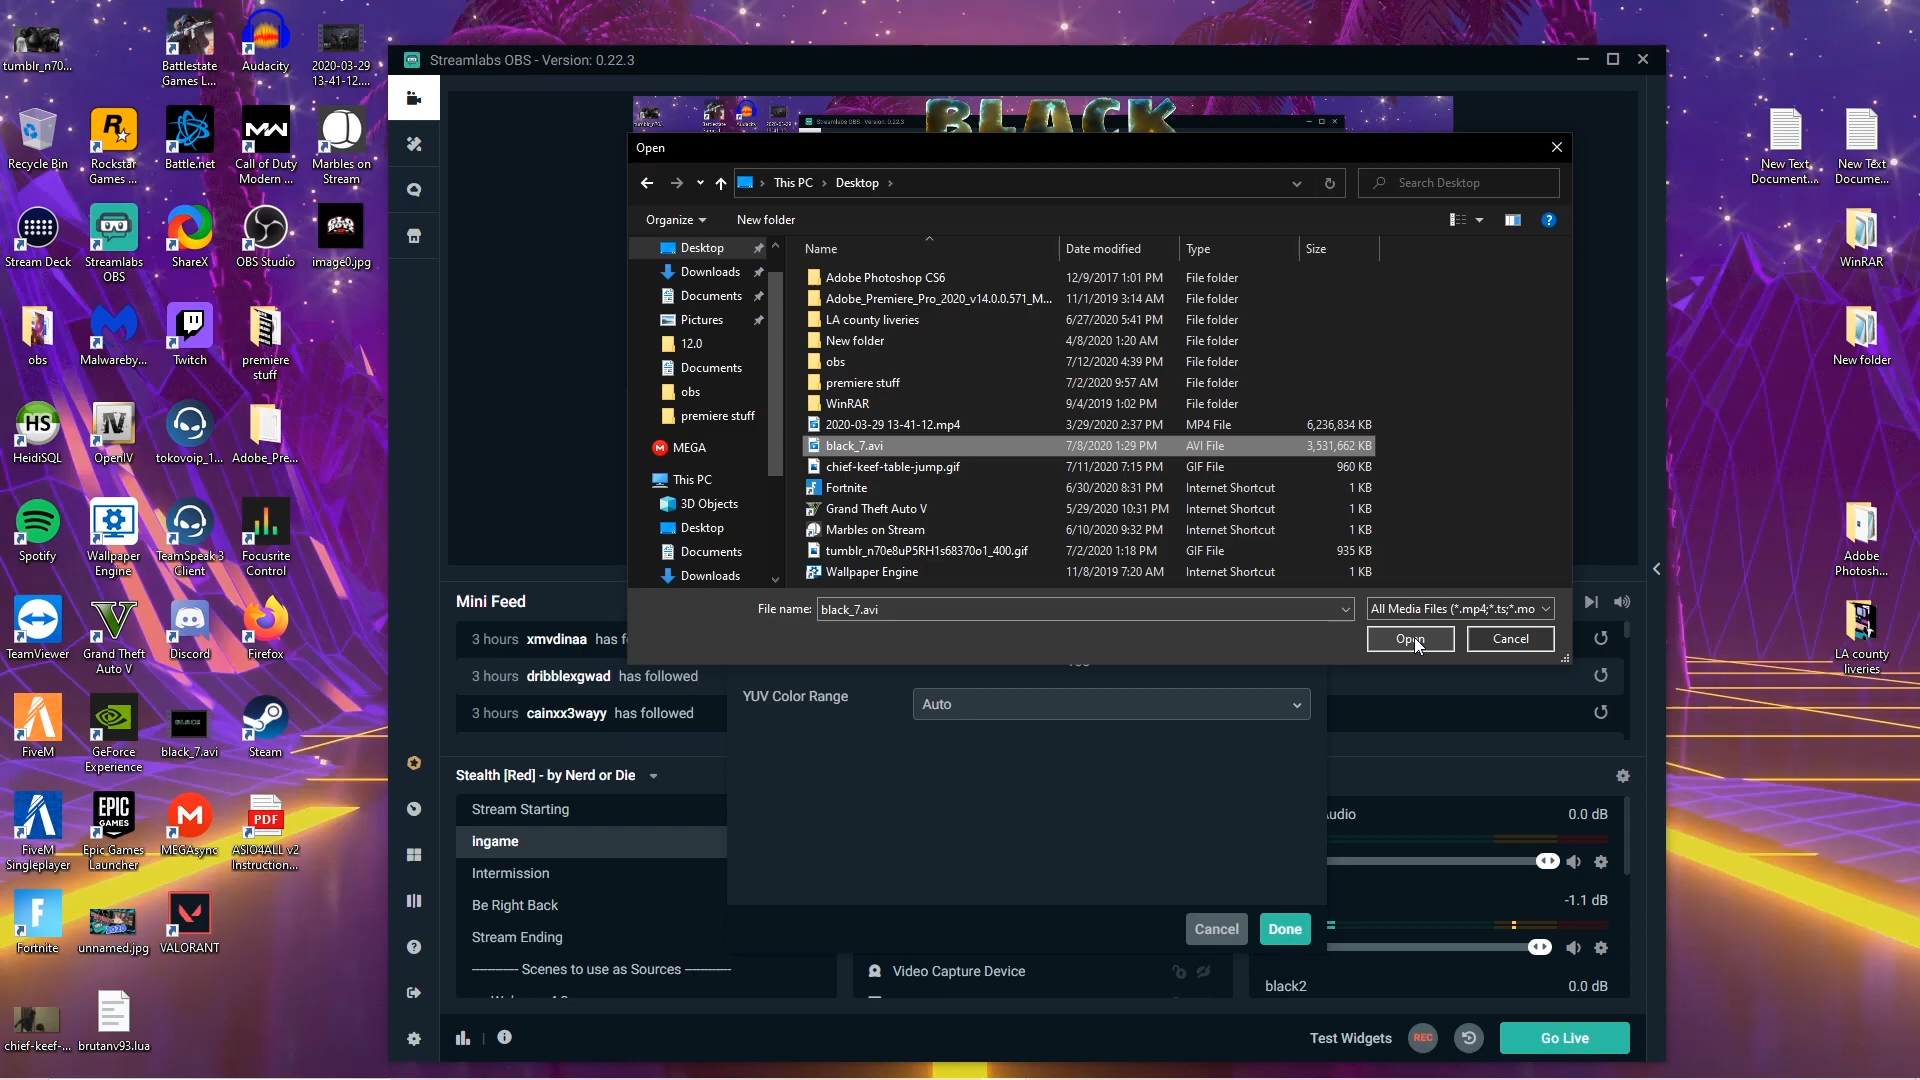 tumblr_n70...
Battlestate
Games L...
Audacity
2020-03-29
13-41-12....
Recycle Bin
Rockstar
Games ...
Battle.net
Call of Duty
Modern ...
Marbles on
Stream
Stream Deck
Streamlabs
OBS
ShareX
OBS Studio
image0.jpg
obs
Malwareby...
Twitch
premiere
stuff
HeidiSQL
OpenIV
tokovoip_1...
Adobe_Pre...
Spotify
Wallpaper
Engine
TeamSpeak 3
Client
Focusrite
Control
TeamViewer
Grand Theft
Auto V
Discord
Firefox
FiveM
GeForce
Experience
black_7.avi
Steam
FiveM
Singleplayer
Epic Games
Launcher
MEGAsync
ASIO4ALL v2
Instruction...
Fortnite
unnamed.jpg
VALORANT
chief-keef-...
brutanv93.lua
Streamlabs OBS - Version: 0.22.3
BLACK
Open
This PC
Desktop
Search Desktop
Organize
New folder
Desktop
Downloads
Documents
Pictures
12.0
Documents
obs
premiere stuff
MEGA
This PC
3D Objects
Desktop
Documents
Downloads
Name Date modified Type Size
Adobe Photoshop CS6 12/9/2017 1:01 PM File folder
Adobe_Premiere_Pro_2020_v14.0.0.571_M... 11/1/2019 3:14 AM File folder
LA county liveries 6/27/2020 5:41 PM File folder
New folder 4/8/2020 1:20 AM File folder
obs 7/12/2020 4:39 PM File folder
premiere stuff 7/2/2020 9:57 AM File folder
WinRAR 9/4/2019 1:02 PM File folder
2020-03-29 13-41-12.mp4 3/29/2020 2:37 PM MP4 File 6,236,834 KB
black_7.avi 7/8/2020 1:29 PM AVI File 3,531,662 KB
chief-keef-table-jump.gif 7/11/2020 7:15 PM GIF File 960 KB
Fortnite 6/30/2020 8:31 PM Internet Shortcut 1 KB
Grand Theft Auto V 5/29/2020 10:31 PM Internet Shortcut 1 KB
Marbles on Stream 6/10/2020 9:32 PM Internet Shortcut 1 KB
tumblr_n70e8uP5RH1s68370o1_400.gif 7/2/2020 1:18 PM GIF File 935 KB
Wallpaper Engine 11/8/2019 7:20 AM Internet Shortcut 1 KB
File name: black_7.avi
All Media Files (*.mp4;*.ts;*.mo
Open
Cancel
Mini Feed
3 hours xmvdinaa has f
3 hours dribblexgwad has followed
3 hours cainxx3wayy has followed
YUV Color Range
Auto
Cancel
Done
Stealth [Red] - by Nerd or Die
Stream Starting
ingame
Intermission
Be Right Back
Stream Ending
------------ Scenes to use as Sources ------------
Video Capture Device
udio 0.0 dB
-1.1 dB
black2 0.0 dB
Test Widgets
REC
Go Live
New Text
Document...
New Text
Docume...
WinRAR
New folder
Adobe
Photosh...
LA county
liveries